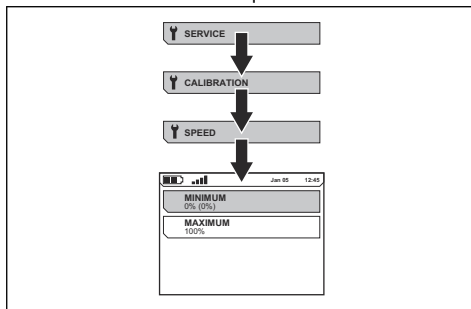 SERVICE
CALIBRATION
SPEED
Jan 05 12:45
MINIMUM
0% (0%)
MAXIMUM
100%